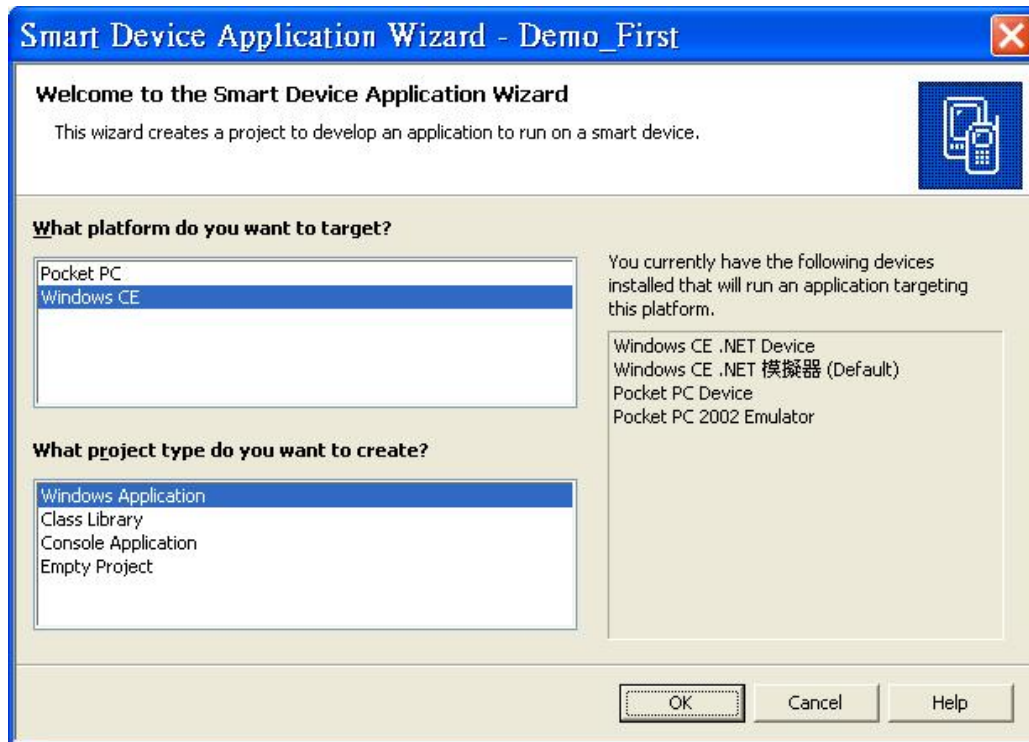 Smart Device Application Wizard - Demo_First
Welcome to the Smart Device Application Wizard
This wizard creates a project to develop an application to run on a smart device.
What platform do you want to target?
Pocket PC
Windows CE
You currently have the following devices
installed that will run an application targeting
this platform.
Windows CE .NET Device
Windows CE .NET 模擬器 (Default)
Pocket PC Device
Pocket PC 2002 Emulator
What project type do you want to create?
Windows Application
Class Library
Console Application
Empty Project
OK
Cancel
Help